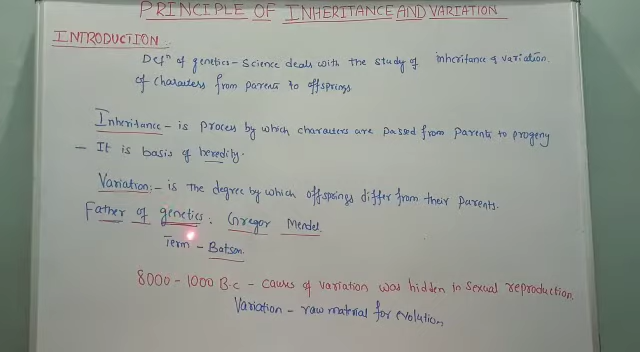 PRINCIPLE OF INHERITANCE AND VARIATION
INTRODUCTION :
Defⁿ of genetics - Science deals with the study of inheritance & variation.
of characters from parents to offsprings
Inheritance - is process by which characters are passed from parents to progeny
- It is basis of heredity.
Variation:- is the degree by which offsprings differ from their parents.
Father of genetics. Gregor Mendel.
Term - Batson
8000 - 1000 B.C - causes of variation was hidden in sexual reproduction.
Variation - raw material for evolution.